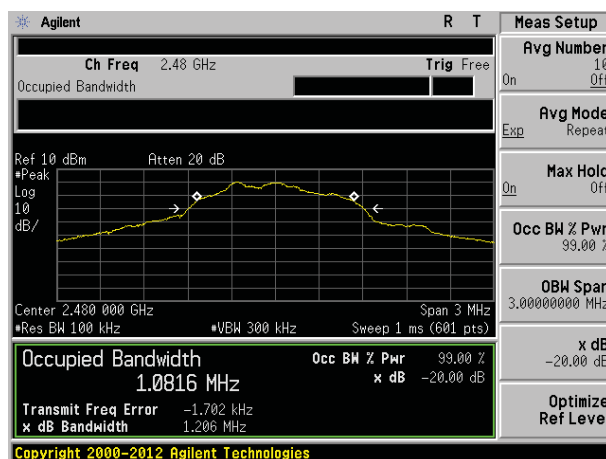 Agilent R T Meas Setup
Avg Number
10
On Off
Ch Freq 2.48 GHz Trig Free
Occupied Bandwidth
Avg Mode
Exp Repeat
Ref 10 dBm Atten 20 dB
#Peak
Log
10
dB/
Max Hold
On Off
Occ BW % Pwr
99.00 %
OBW Span
3.00000000 MHz
Center 2.480 000 GHz Span 3 MHz
#Res BW 100 kHz #VBW 300 kHz Sweep 1 ms (601 pts)
x dB
-20.00 dB
Optimize
Ref Level
Occupied Bandwidth Occ BW % Pwr 99.00 %
1.0816 MHz x dB -20.00 dB
Transmit Freq Error -1.702 kHz
x dB Bandwidth 1.206 MHz
Copyright 2000-2012 Agilent Technologies